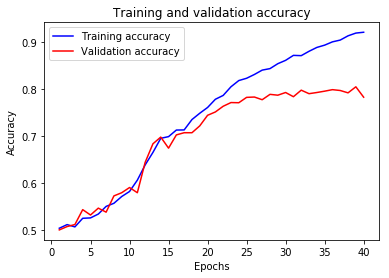 Training and validation accuracy
Training accuracy
Validation accuracy
0.9
0.8
0.7
0.6
0.5
Accuracy
0 5 10 15 20 25 30 35 40
Epochs